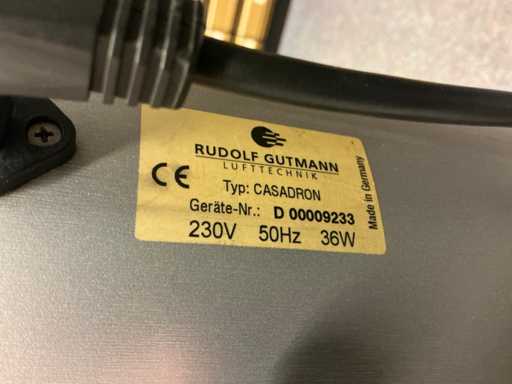 RUDOLF GUTMANN
LUFTTECHNIK
CE
Typ: CASADRON
Geräte-Nr.: D 00009233
230V 50Hz 36W
Made in Germany